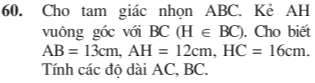 60. Cho tam giác nhọn ABC. Kẻ AH
vuông góc với BC (H ∈ BC). Cho biết
AB = 13cm, AH = 12cm, HC = 16cm.
Tính các độ dài AC, BC.